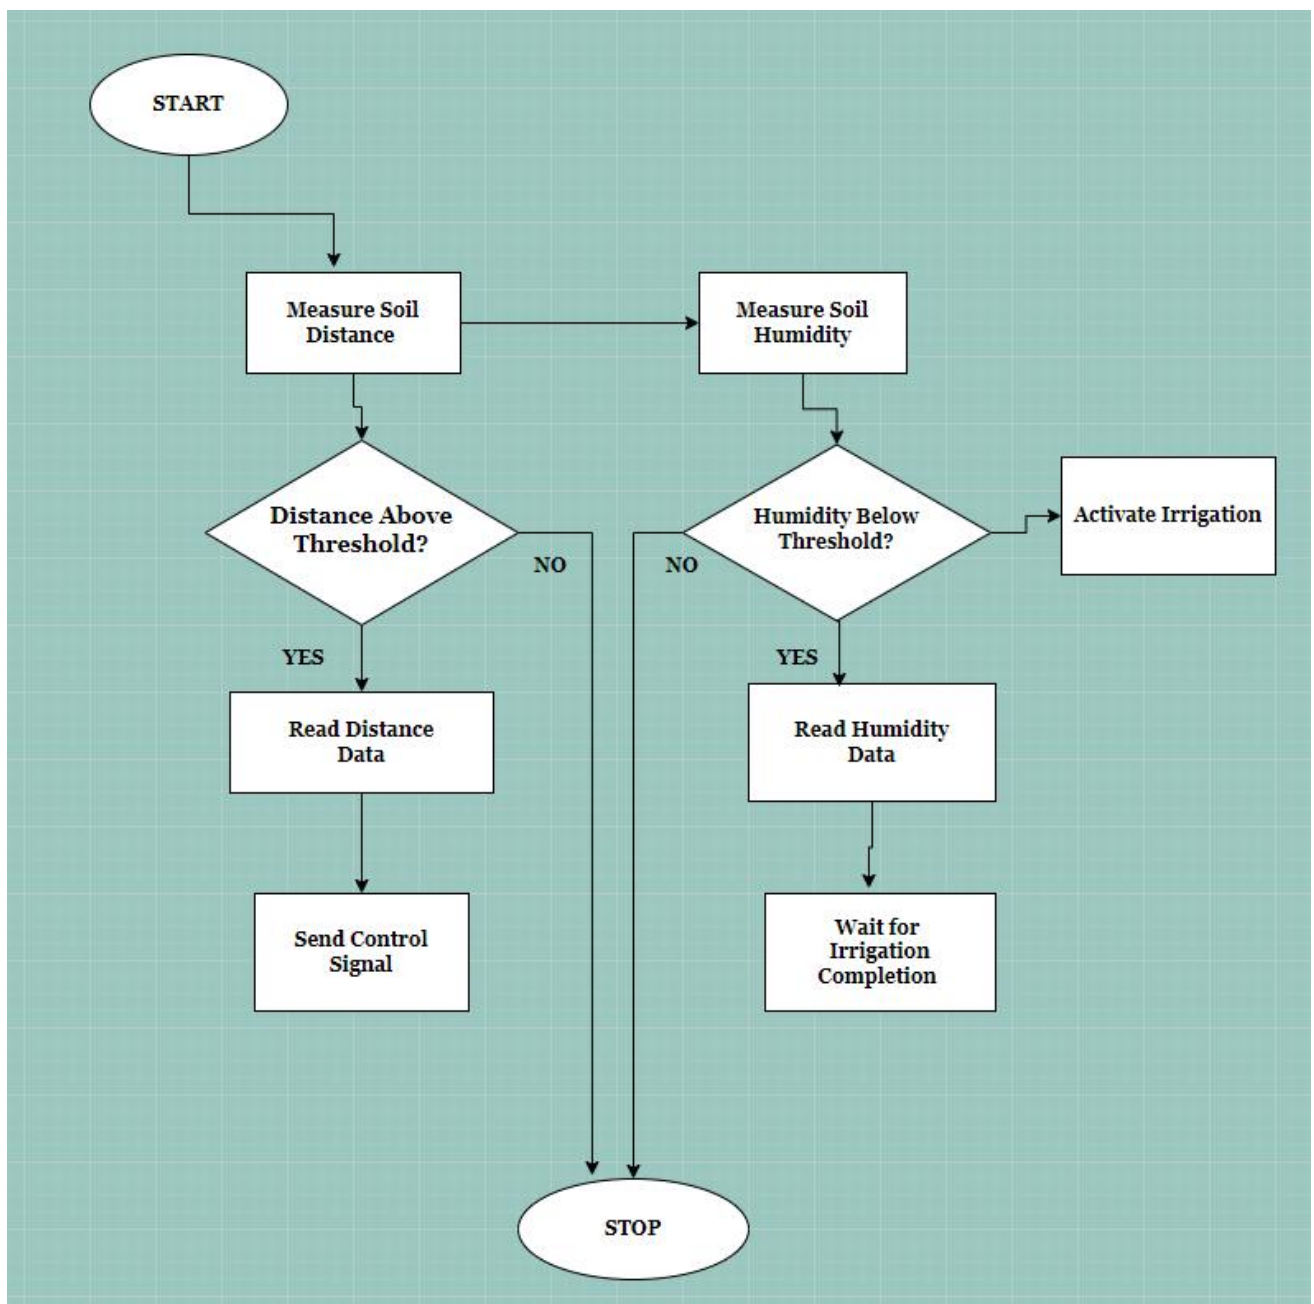 START
Measure Soil
Distance
Measure Soil
Humidity
Distance Above
Threshold?
Humidity Below
Threshold?
Activate Irrigation
NO
NO
YES
YES
Read Distance
Data
Read Humidity
Data
Send Control
Signal
Wait for
Irrigation
Completion
STOP